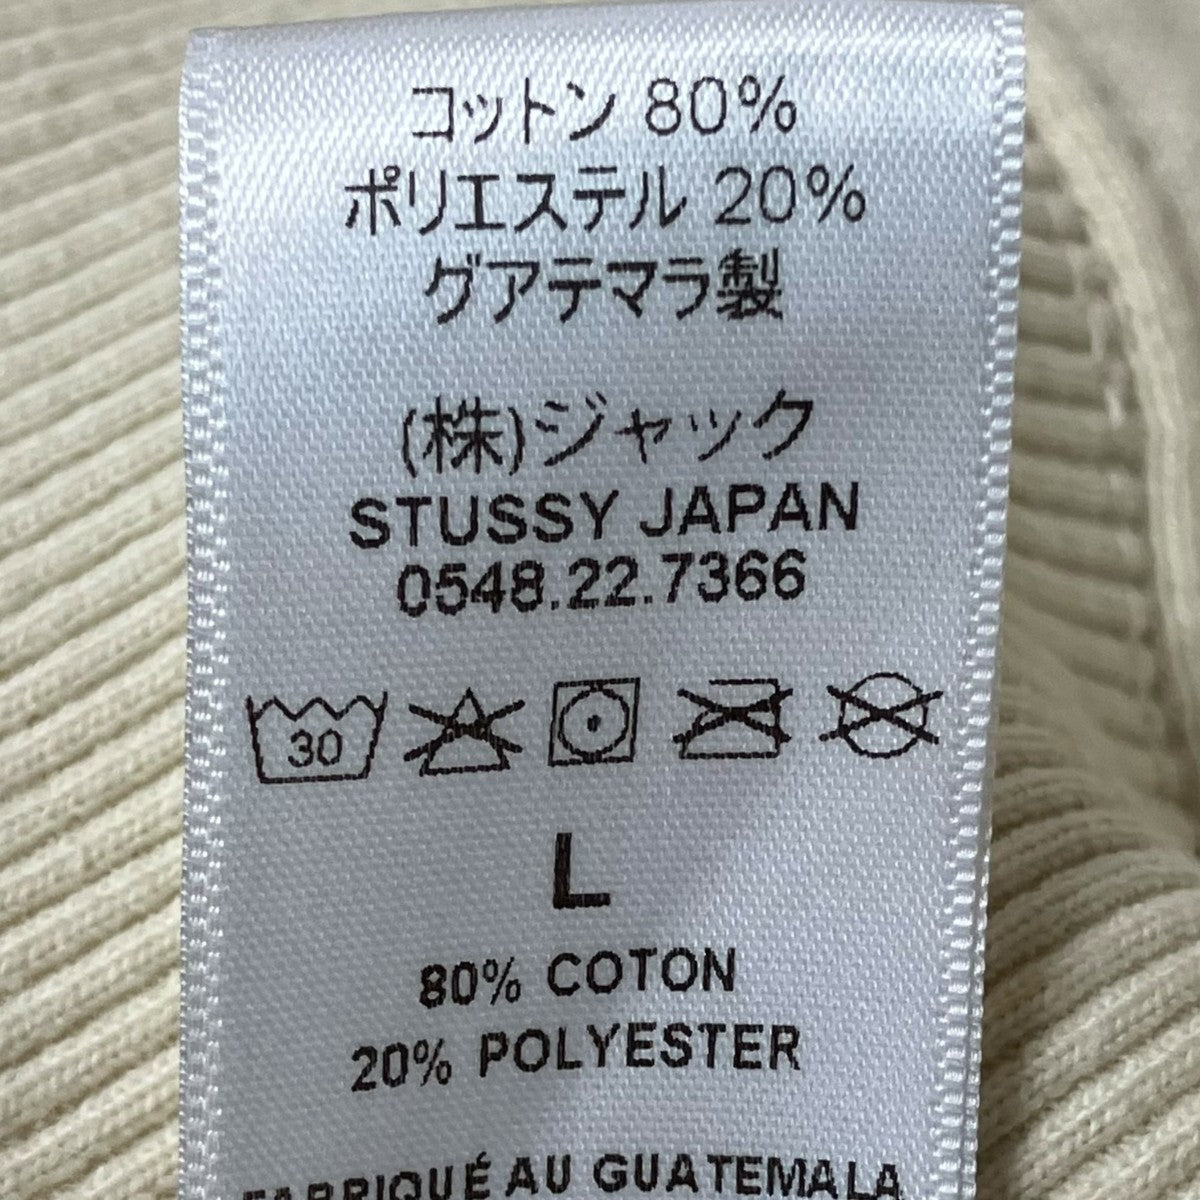 コットン 80%
ポリエステル 20%
グアテマラ製
(株)ジャック
STUSSY JAPAN
0548.22.7366
30
L
80% COTON
20% POLYESTER
FABRIQUÉ AU GUATEMALA